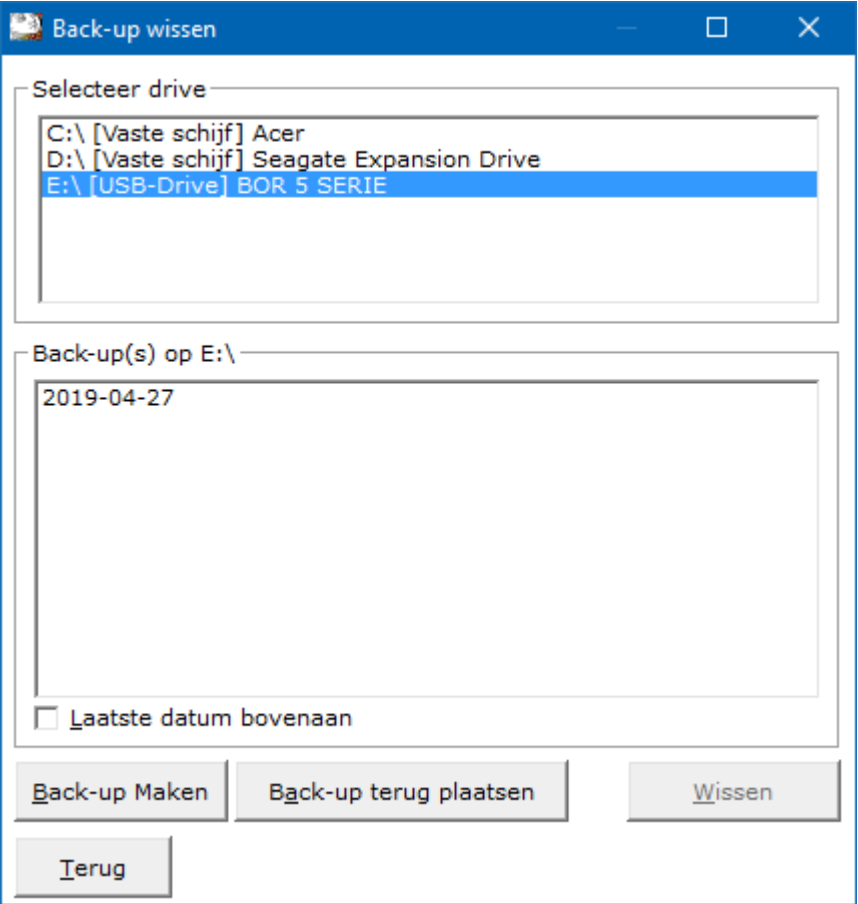 Back-up wissen
Selecteer drive
C:\ [Vaste schijf] Acer
D:\ [Vaste schijf] Seagate Expansion Drive
E:\ [USB-Drive] BOR 5 SERIE
Back-up(s) op E:\
2019-04-27
Laatste datum bovenaan
Back-up Maken Back-up terug plaatsen Wissen
Terug